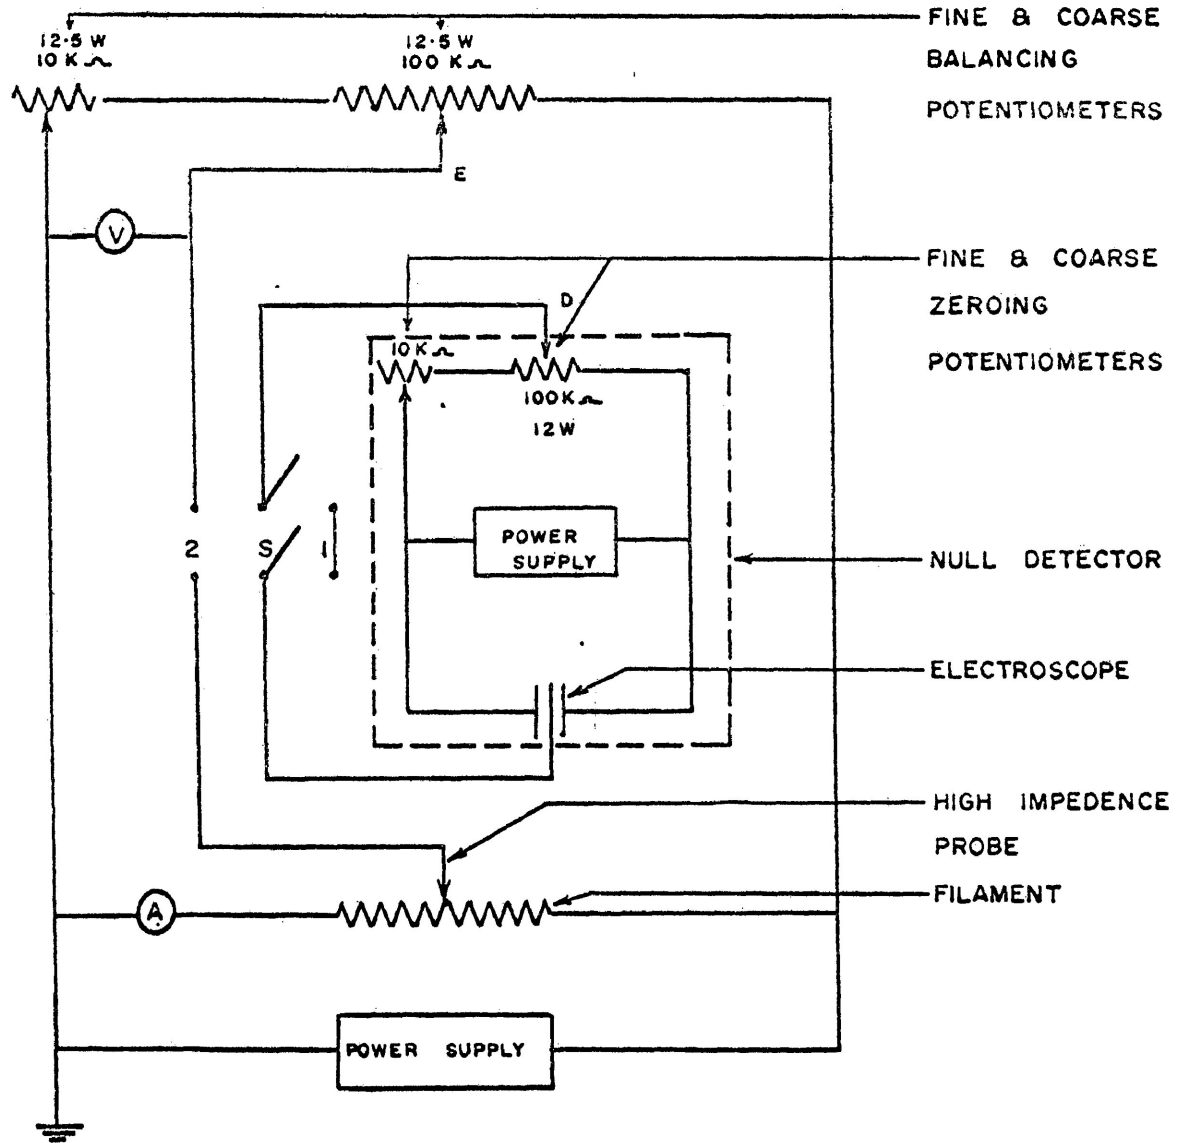 FINE & COARSE
BALANCING
POTENTIOMETERS
12.5 W
10 K Ω
12.5 W
100 K Ω
E
V
FINE & COARSE
ZEROING
POTENTIOMETERS
D
10 K Ω
100 K Ω
12 W
2
S
1
POWER
SUPPLY
NULL DETECTOR
ELECTROSCOPE
HIGH IMPEDENCE
PROBE
FILAMENT
A
POWER SUPPLY